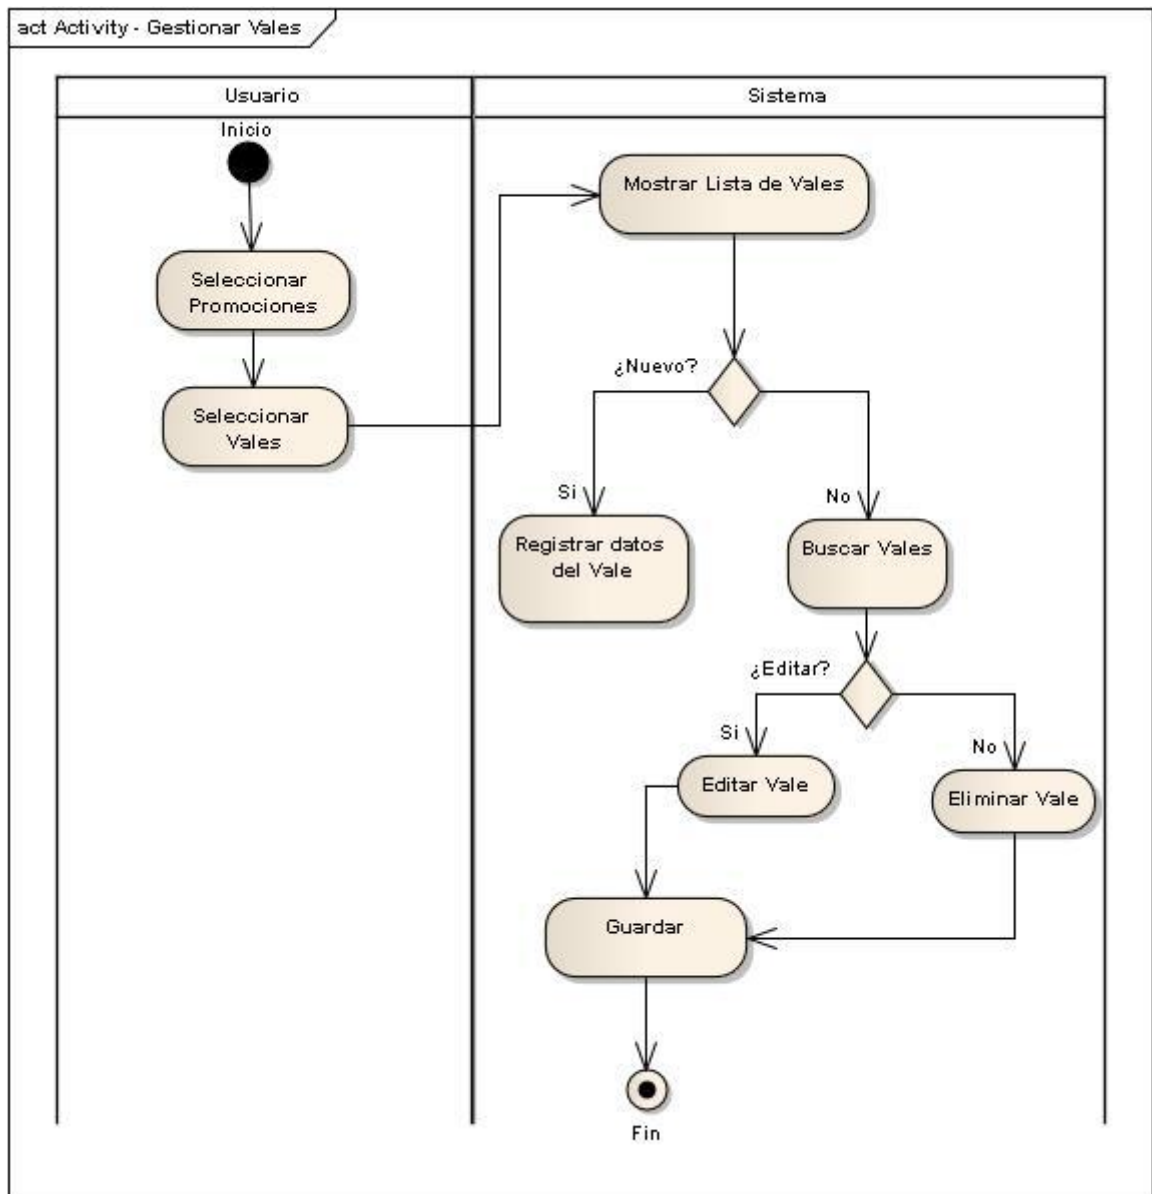 act Activity - Gestionar Vales
Usuario
Sistema
Inicio
Mostrar Lista de Vales
Seleccionar
Promociones
¿Nuevo?
Seleccionar
Vales
Si
No
Registrar datos
del Vale
Buscar Vales
¿Editar?
Si
No
Editar Vale
Eliminar Vale
Guardar
Fin